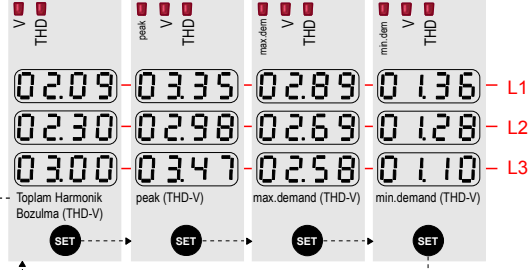 V THD
peak V THD
max.dem V THD
min.dem V THD
02.09 03.35 02.89 01.36 L1
02.30 02.98 02.69 01.28 L2
03.00 03.47 02.58 01.10 L3
Toplam Harmonik
Bozulma (THD-V)
peak (THD-V)
max.demand (THD-V)
min.demand (THD-V)
SET SET SET SET